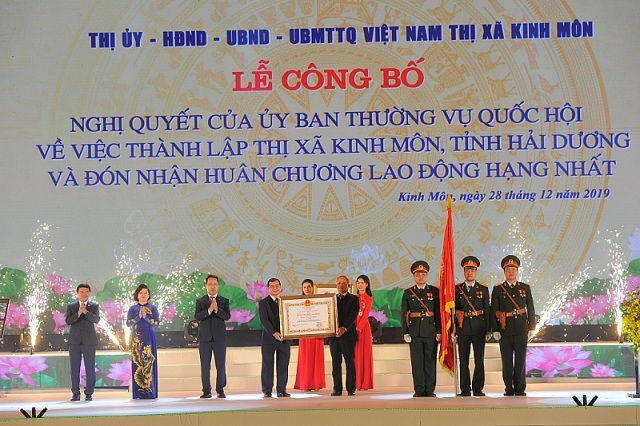 THỊ ỦY - HĐND - UBND - UBMTTQ VIỆT NAM THỊ XÃ KINH MÔN
LỄ CÔNG BỐ
NGHỊ QUYẾT CỦA ỦY BAN THƯỜNG VỤ QUỐC HỘI
VỀ VIỆC THÀNH LẬP THỊ XÃ KINH MÔN, TỈNH HẢI DƯƠNG
VÀ ĐÓN NHẬN HUÂN CHƯƠNG LAO ĐỘNG HẠNG NHẤT
Kinh Môn, ngày 28 tháng 12 năm 2019